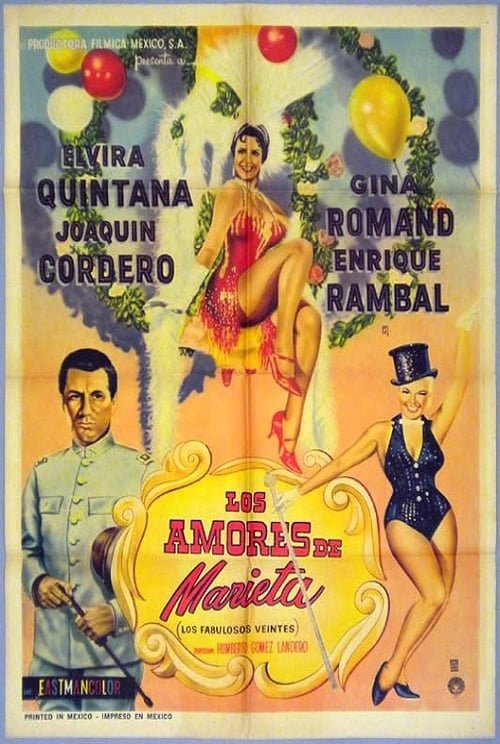 PRODUCTORA FILMICA MEXICO, S.A.
presenta a...
ELVIRA
QUINTANA
JOAQUIN
CORDERO
GINA
ROMAND
ENRIQUE
RAMBAL
LOS
AMORES DE
Marieta
(LOS FABULOSOS VEINTES)
DIRECCION: HUMBERTO GOMEZ LANDERO
EASTMANCOLOR
PRINTED IN MEXICO - IMPRESO EN MEXICO